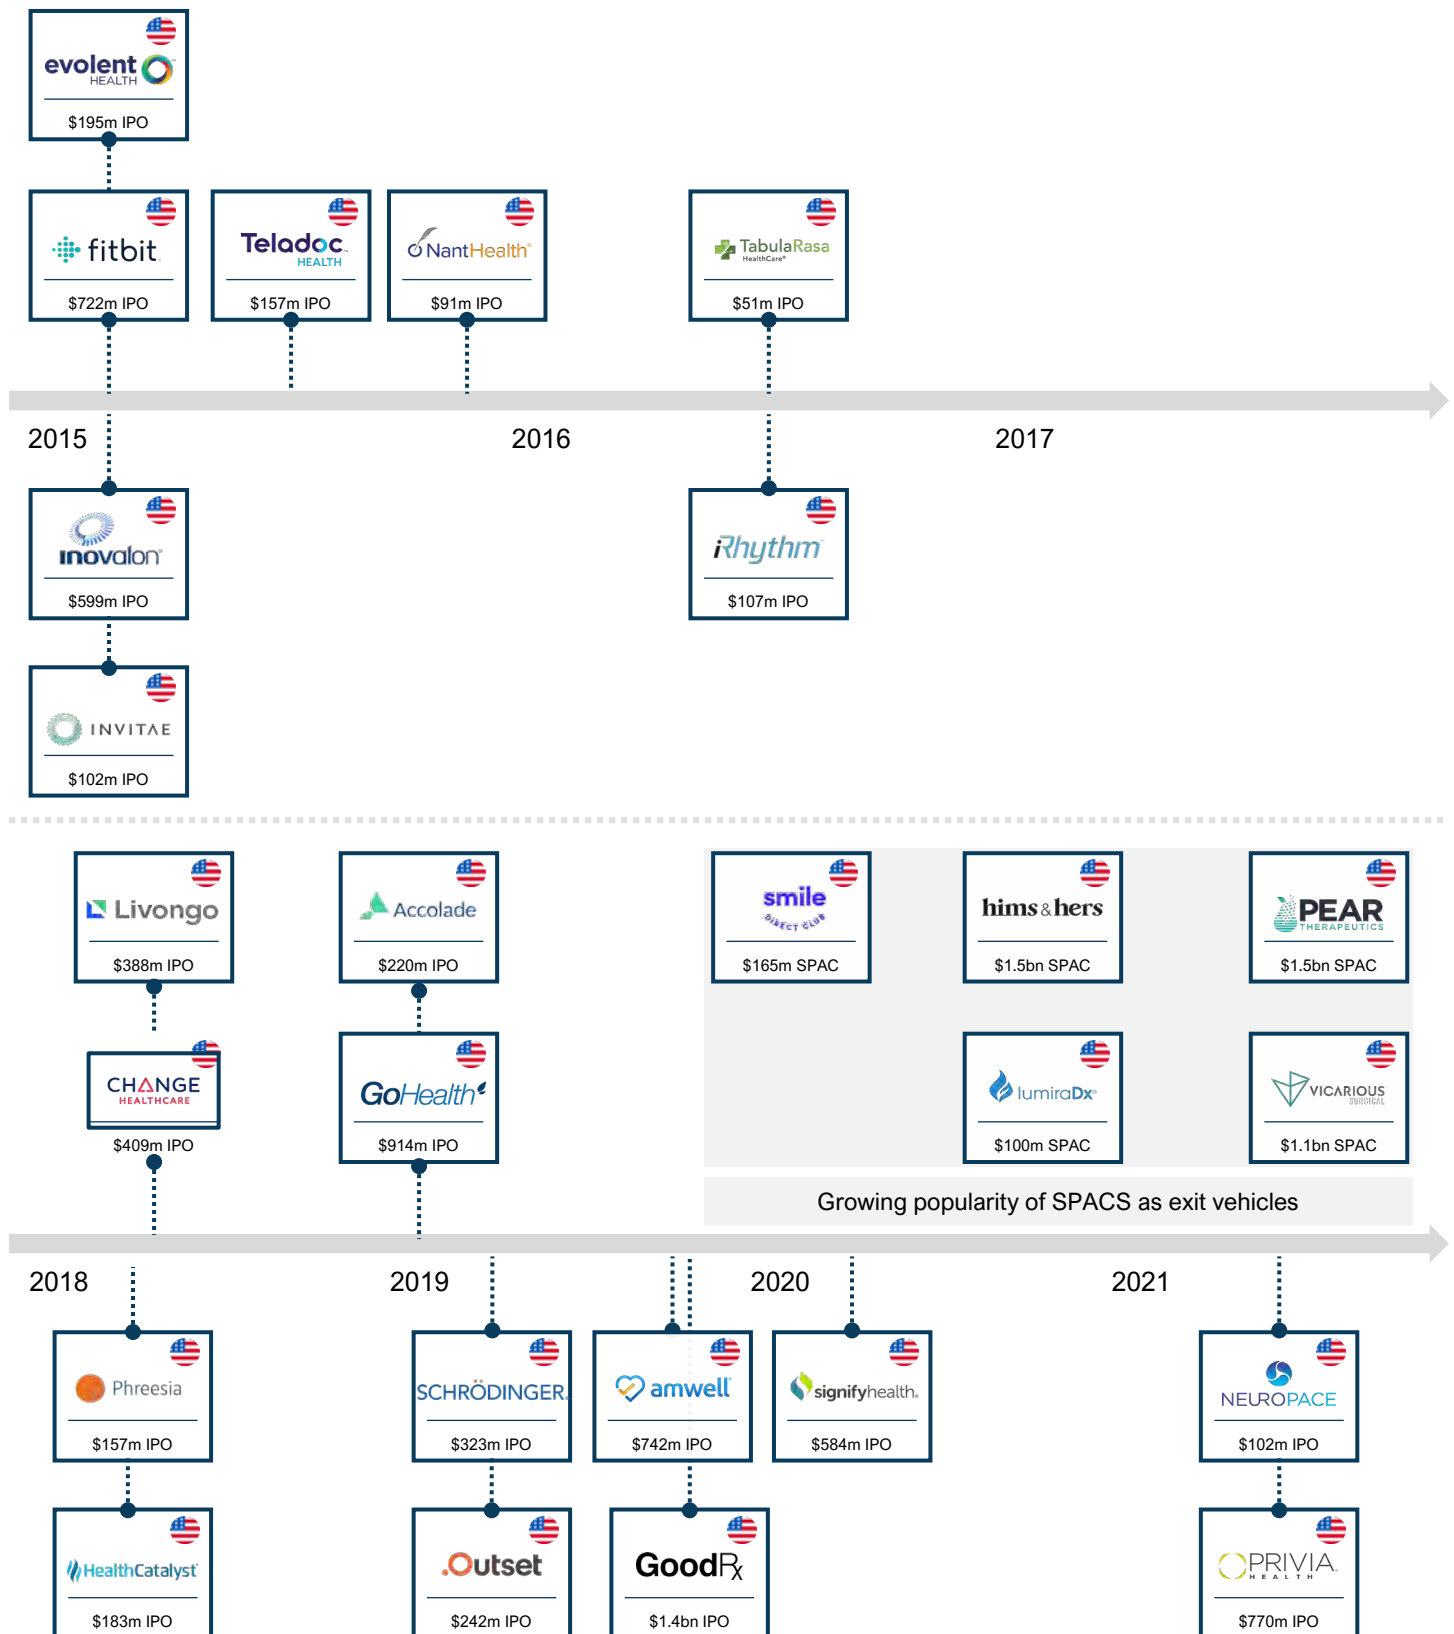 evolent
HEALTH
$195m IPO
fitbit
$722m IPO
Teladoc
HEALTH
$157m IPO
NantHealth®
$91m IPO
TabulaRasa
HealthCare®
$51m IPO
2015
2016
2017
inovalon®
$599m IPO
INVITAE
$102m IPO
iRhythm
$107m IPO
Livongo
$388m IPO
Accolade
$220m IPO
smile
DIRECT CLUB
$165m SPAC
hims & hers
$1.5bn SPAC
PEAR
THERAPEUTICS
$1.5bn SPAC
CHANGE
HEALTHCARE
$409m IPO
GoHealth
$914m IPO
lumiraDx®
$100m SPAC
VICARIOUS
SURGICAL
$1.1bn SPAC
Growing popularity of SPACS as exit vehicles
2018
2019
2020
2021
Phreesia
$157m IPO
SCHRÖDINGER.
$323m IPO
amwell
$742m IPO
signifyhealth.
$584m IPO
NEUROPACE
$102m IPO
HealthCatalyst
$183m IPO
Outset
$242m IPO
GoodRx
$1.4bn IPO
PRIVIA
HEALTH
$770m IPO